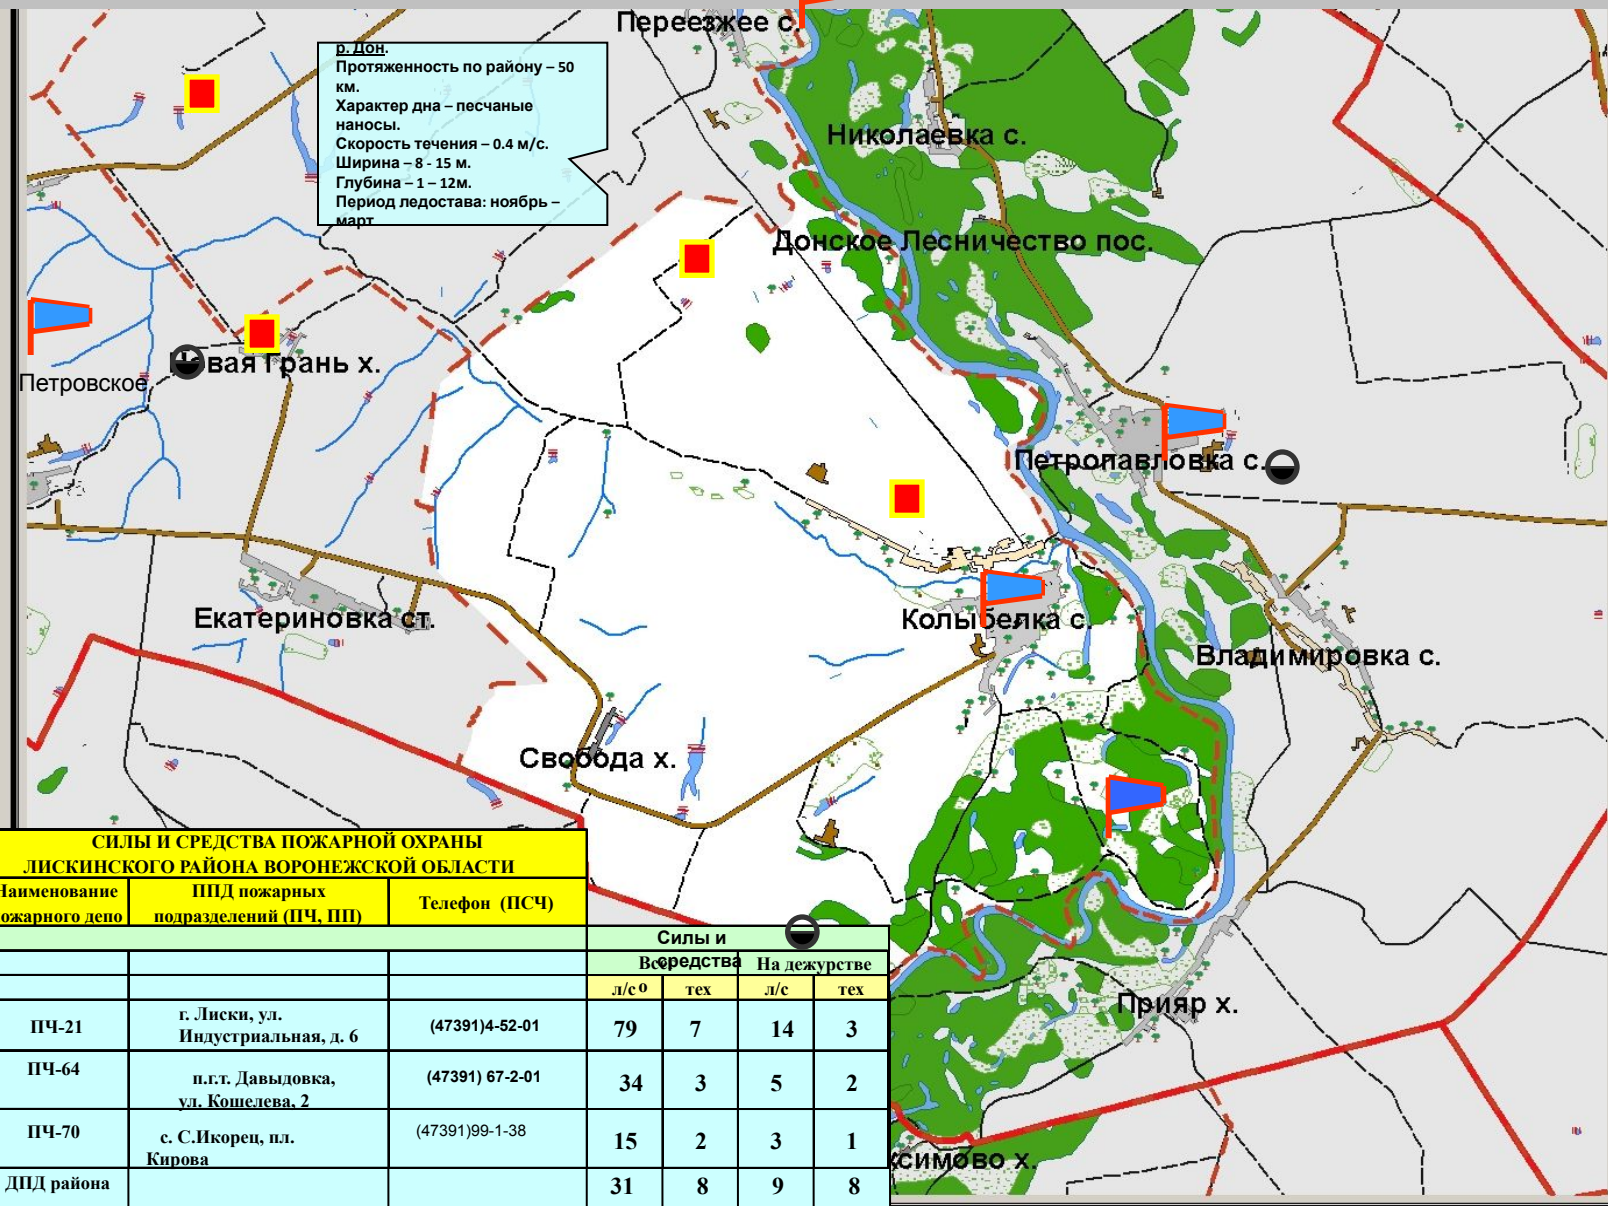 Переезжее с.
р. Дон.
Протяженность по району – 50
км.
Характер дна – песчаные
наносы.
Скорость течения – 0.4 м/с.
Ширина – 8 - 15 м.
Глубина – 1 – 12м.
Период ледостава: ноябрь –
март
Николаевка с.
Донское Лесничество пос.
вая Грань х.
Петровское
Петропавловка с.
Екатериновка ст.
Колыбелка с.
Владимировка с.
Свобода х.
Прияр х.
ксимово х.
СИЛЫ И СРЕДСТВА ПОЖАРНОЙ ОХРАНЫ
ЛИСКИНСКОГО РАЙОНА ВОРОНЕЖСКОЙ ОБЛАСТИ
Наименование
ожарного депо
ППД пожарных
подразделений (ПЧ, ПП)
Телефон (ПСЧ)
Силы и
средства
Всего
На дежурстве
л/с тех л/с тех
ПЧ-21 г. Лиски, ул.
Индустриальная, д. 6
(47391)4-52-01 79 7 14 3
ПЧ-64 п.г.т. Давыдовка,
ул. Кошелева, 2
(47391) 67-2-01 34 3 5 2
ПЧ-70 с. С.Икорец, пл.
Кирова
(47391)99-1-38 15 2 3 1
ДПД района 31 8 9 8